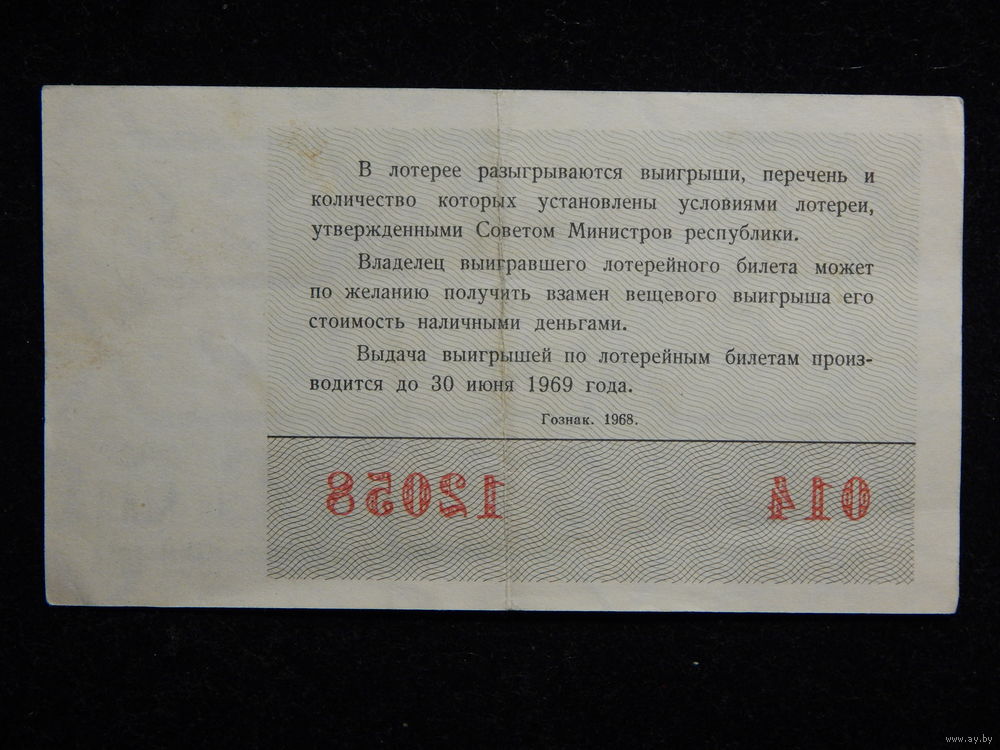 В лотерее разыгрываются выигрыши, перечень и
количество которых установлены условиями лотереи,
утвержденными Советом Министров республики.
Владелец выигравшего лотерейного билета может
по желанию получить взамен вещевого выигрыша его
стоимость наличными деньгами.
Выдача выигрышей по лотерейным билетам произ-
водится до 30 июня 1969 года.
Гознак. 1968.
12058 014
www.ay.by